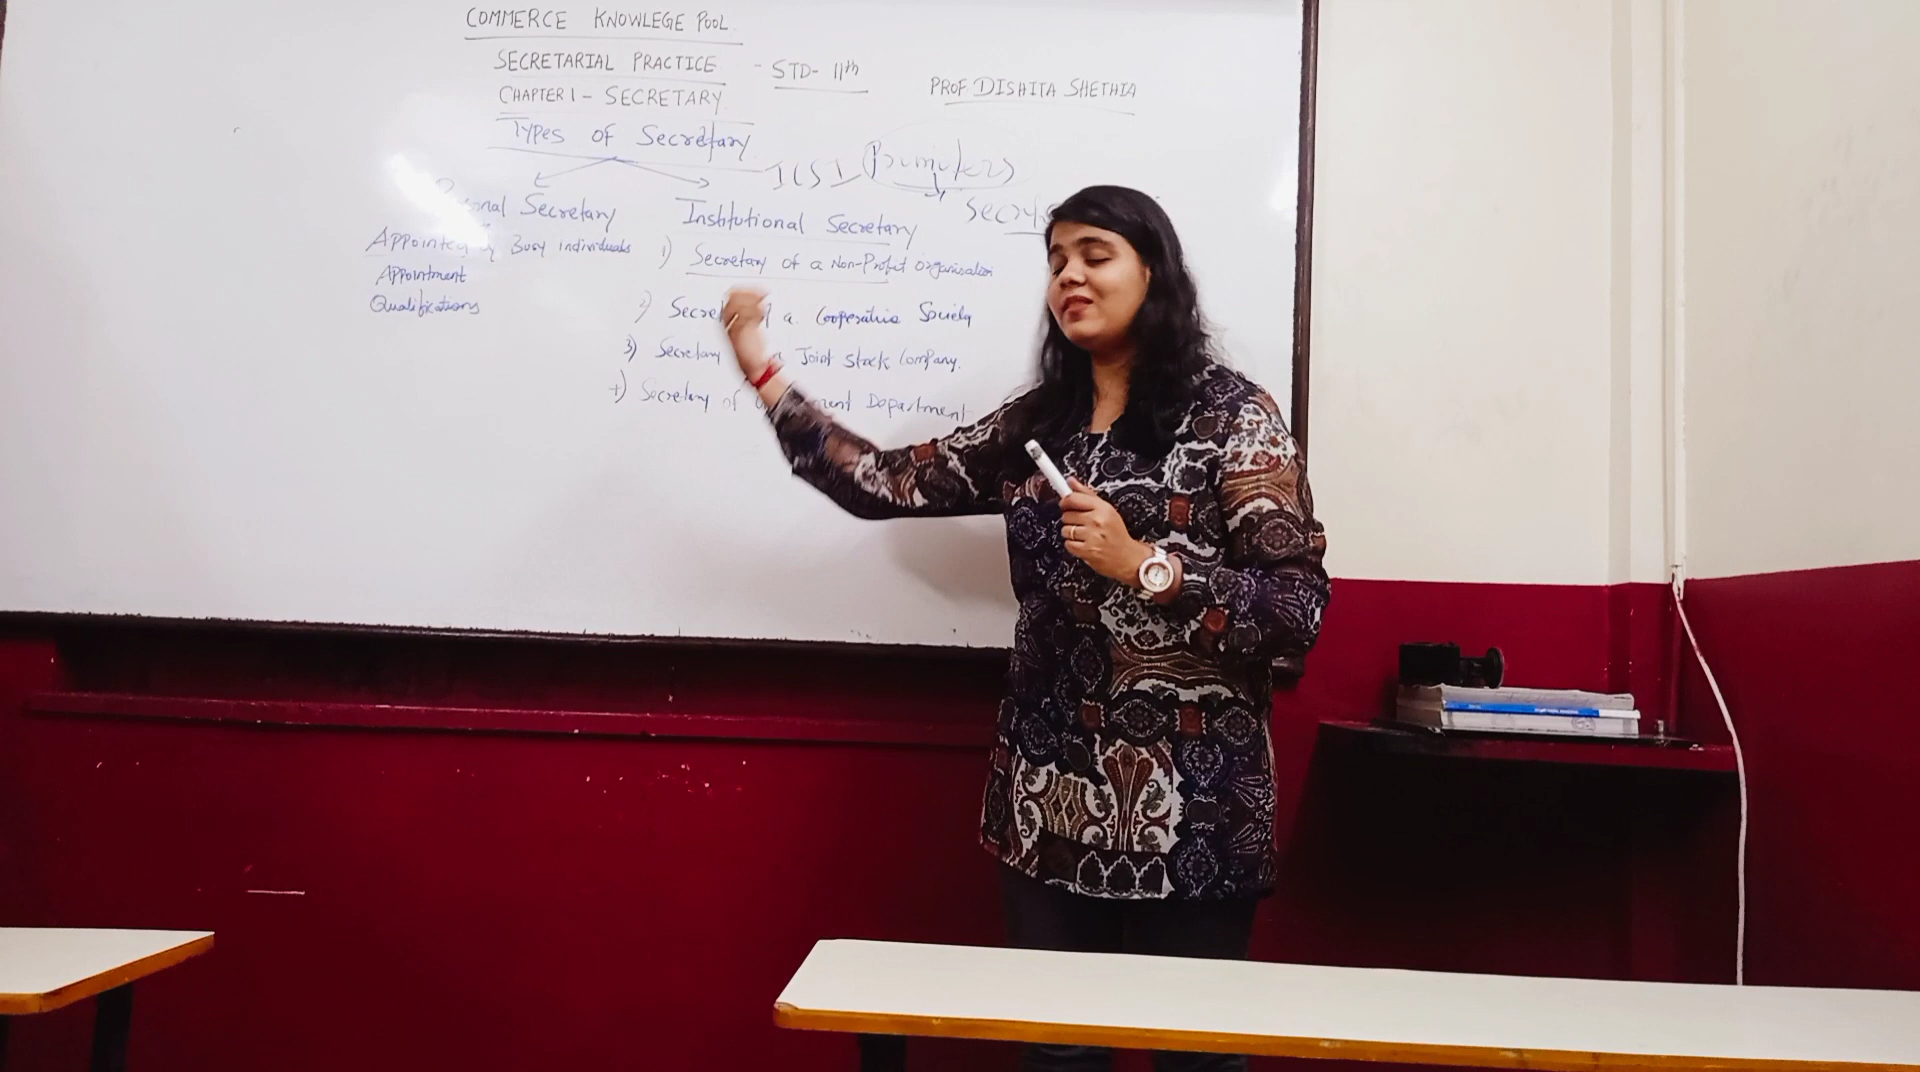 COMMERCE KNOWLEGE POOL
SECRETARIAL PRACTICE - STD- 11th
PROF DISHITA SHETHIA
CHAPTER 1 - SECRETARY
Types of Secretary
ICSI
Secretary
Institutional Secretary
Appointed Busy individuals
Appointment
Qualifications
1) Secretary of a Non-Profit Organisation
2) a Cooperative Society
3) Secretary Joint Stock Company.
Secretary of Department